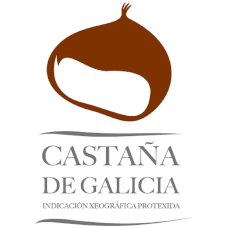 CASTAÑA
DE GALICIA
INDICACIÓN XEOGRÁFICA PROTEXIDA